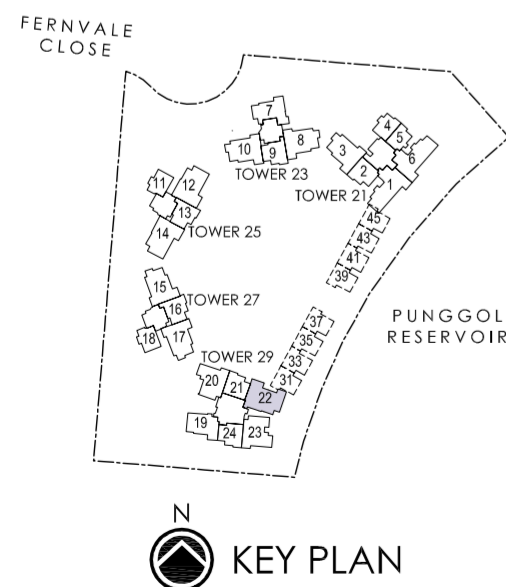 FERNVALE
CLOSE
7
10
9
8
TOWER 23
4
5
3
6
2
1
TOWER 21
45
43
41
39
11
12
13
14
TOWER 25
15
16
17
18
TOWER 27
PUNGGOL
RESERVOIR
37
35
33
31
TOWER 29
20
21
22
19
24
23
N
KEY PLAN